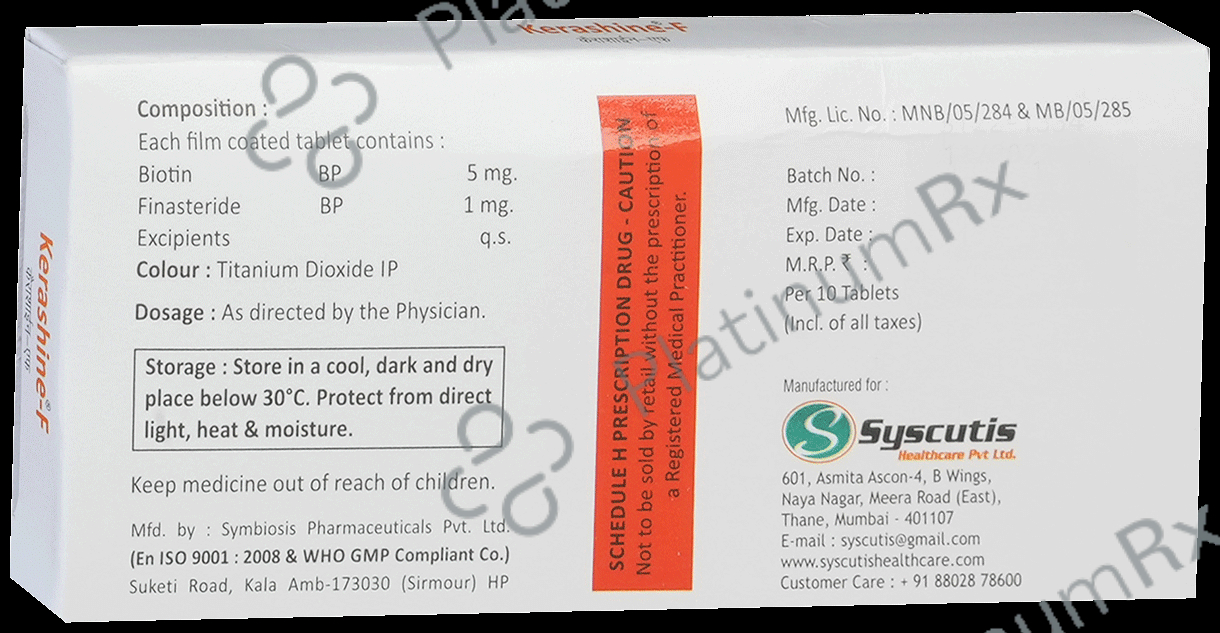 Kerashine®-F
केराशाईन-एफ
Kerashine®-F
केराशाईन-एफ
Composition :
Each film coated tablet contains :
Biotin BP 5 mg.
Finasteride BP 1 mg.
Excipients q.s.
Colour : Titanium Dioxide IP
Dosage : As directed by the Physician.
Storage : Store in a cool, dark and dry
place below 30°C. Protect from direct
light, heat & moisture.
Keep medicine out of reach of children.
Mfd. by : Symbiosis Pharmaceuticals Pvt. Ltd.
(En ISO 9001 : 2008 & WHO GMP Compliant Co.)
Suketi Road, Kala Amb-173030 (Sirmour) HP
SCHEDULE H PRESCRIPTION DRUG - CAUTION
Not to be sold by retail without the prescription of
a Registered Medical Practitioner.
Mfg. Lic. No. : MNB/05/284 & MB/05/285
Batch No. :
Mfg. Date :
Exp. Date :
M.R.P. ₹ :
Per 10 Tablets
(Incl. of all taxes)
Manufactured for :
Syscutis
Healthcare Pvt Ltd.
601, Asmita Ascon-4, B Wings,
Naya Nagar, Meera Road (East),
Thane, Mumbai - 401107
E-mail : syscutis@gmail.com
www.syscutishealthcare.com
Customer Care : + 91 88028 78600
PlatinumRx
PlatinumRx